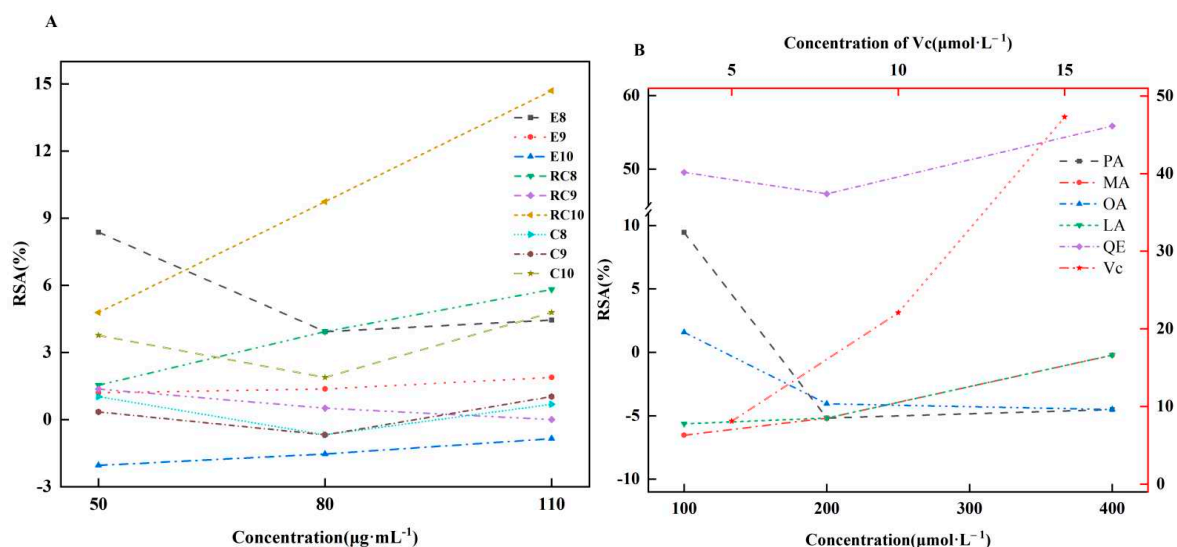 A
RSA(%)
15
12
9
6
3
0
-3
50
80
110
Concentration(μg·mL⁻¹)
E8
E9
E10
RC8
RC9
RC10
C8
C9
C10
B
Concentration of Vc(μmol·L⁻¹)
5
10
15
RSA(%)
60
50
10
5
0
-5
-10
50
40
30
20
10
0
PA
MA
OA
LA
QE
Vc
100
200
300
400
Concentration(μmol·L⁻¹)